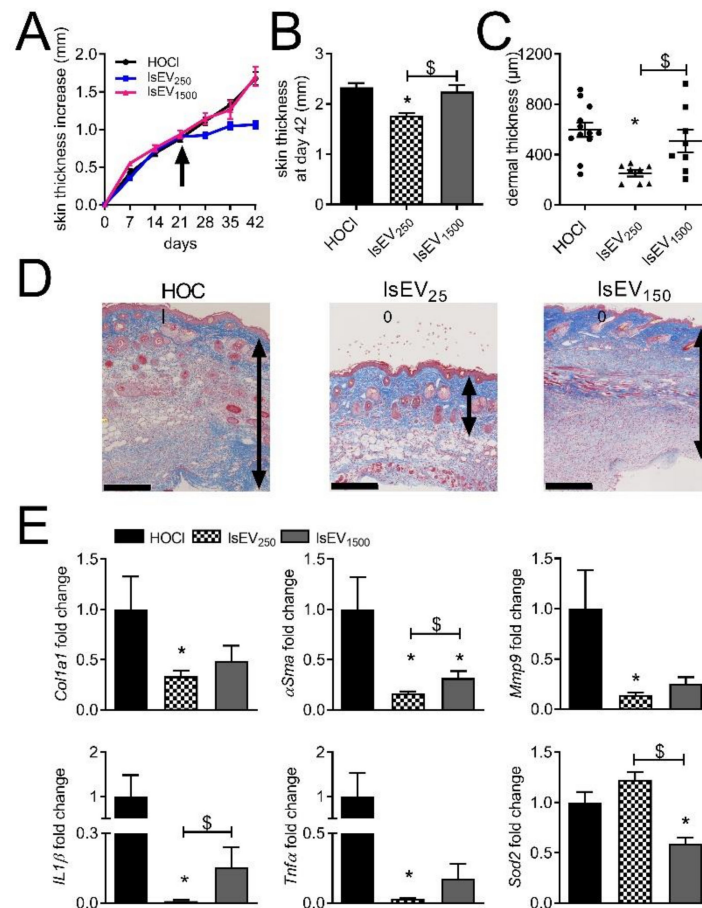 A
skin thickness increase (mm)
2.0
1.5
1.0
0.5
0.0
0 7 14 21 28 35 42
days
HOCl
IsEV250
IsEV1500
B
skin thickness
at day 42 (mm)
3
2
1
0
*
$
HOCl
IsEV250
IsEV1500
C
dermal thickness (µm)
1200
900
600
300
0
*
$
HOCl
IsEV250
IsEV1500
D
HOC
l
IsEV25
0
IsEV150
0
E
HOCl IsEV250 IsEV1500
Col1a1 fold change
1.5
1.0
0.5
0.0
*
αSma fold change
1.5
1.0
0.5
0.0
* $ *
Mmp9 fold change
1.5
1.0
0.5
0.0
*
IL1β fold change
2
1
0.3
0.0
* $
Tnfα fold change
2
1
0.5
0.0
*
Sod2 fold change
1.5
1.0
0.5
0.0
$ *